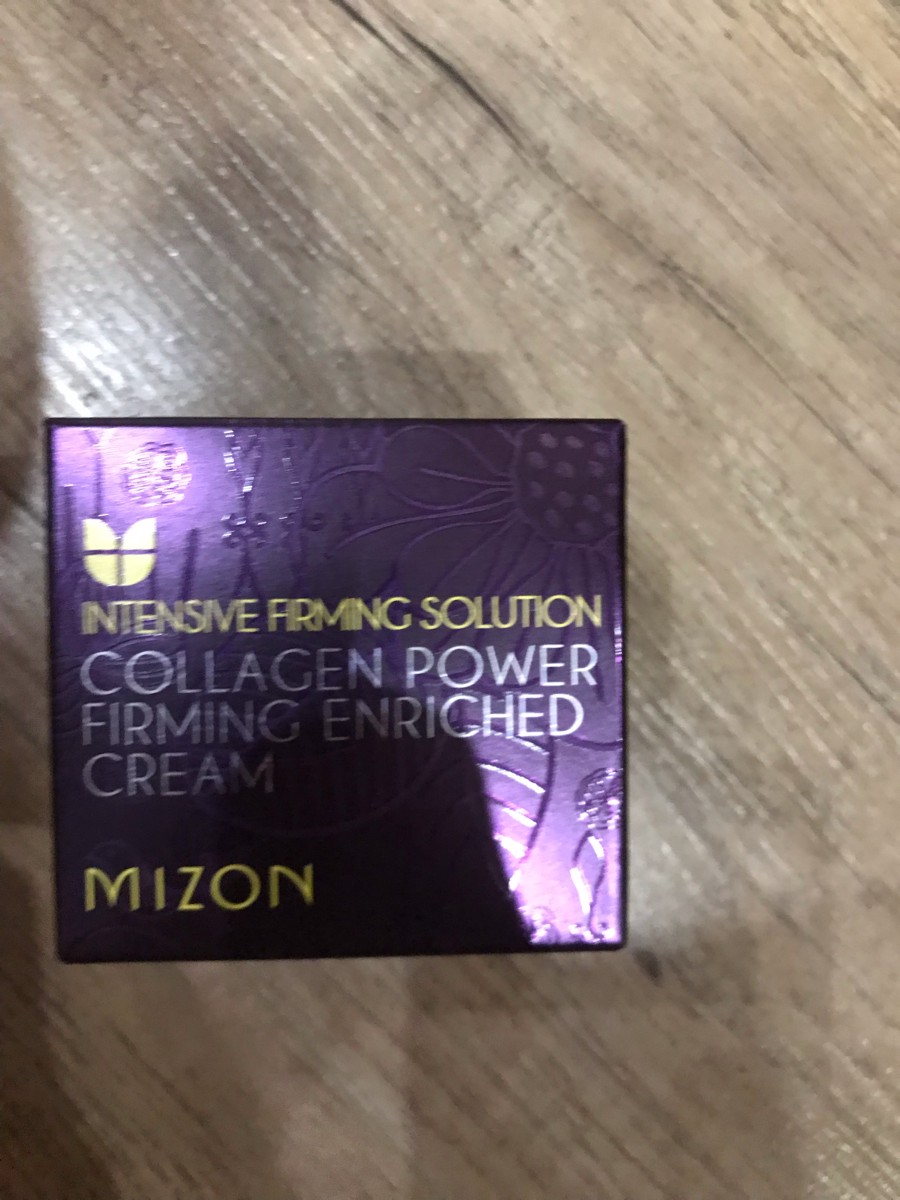 INTENSIVE FIRMING SOLUTION
COLLAGEN POWER
FIRMING ENRICHED
CREAM
MIZON